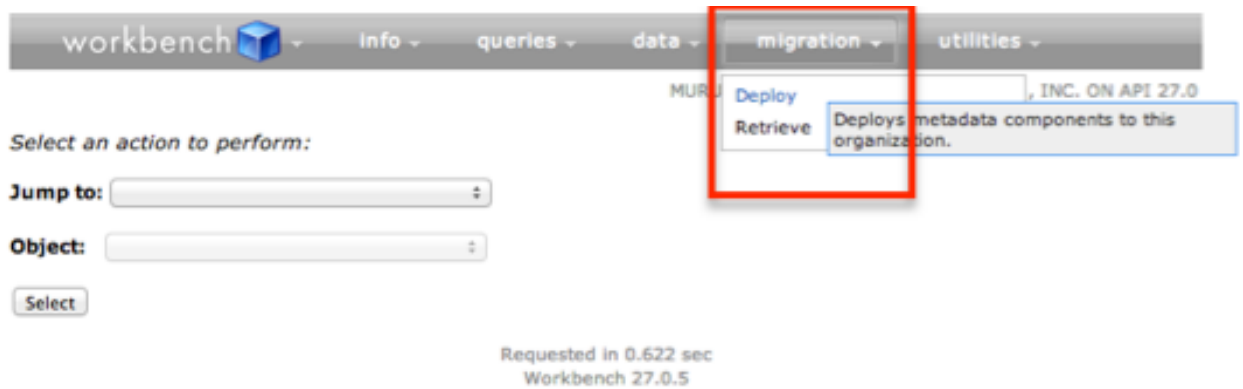 workbench info queries data migration utilities
MURU , INC. ON API 27.0
Deploy
Retrieve
Deploys metadata components to this
organization.
Select an action to perform:
Jump to:
Object:
Select
Requested in 0.622 sec
Workbench 27.0.5